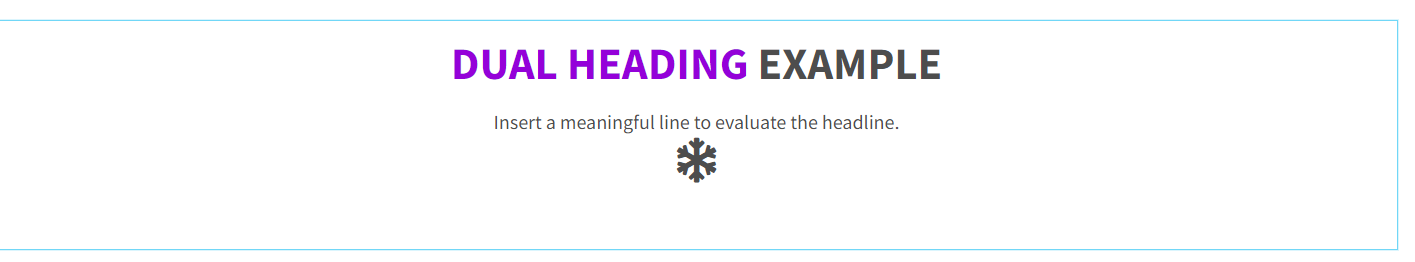 DUAL HEADING EXAMPLE
Insert a meaningful line to evaluate the headline.